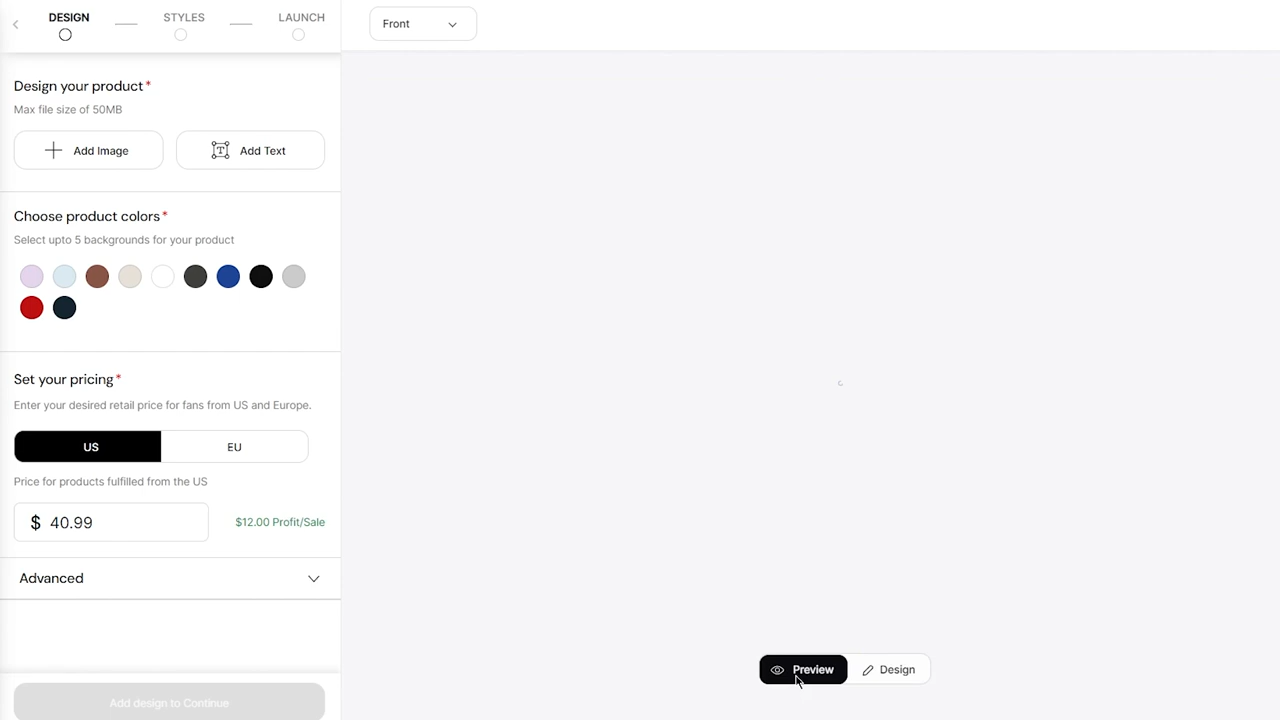 DESIGN
STYLES
LAUNCH
Front
Design your product*
Max file size of 50MB
Add Image
Add Text
Choose product colors*
Select upto 5 backgrounds for your product
Set your pricing*
Enter your desired retail price for fans from US and Europe.
US
EU
Price for products fulfilled from the US
$ 40.99
$12.00 Profit/Sale
Advanced
Preview
Design
Add design to Continue